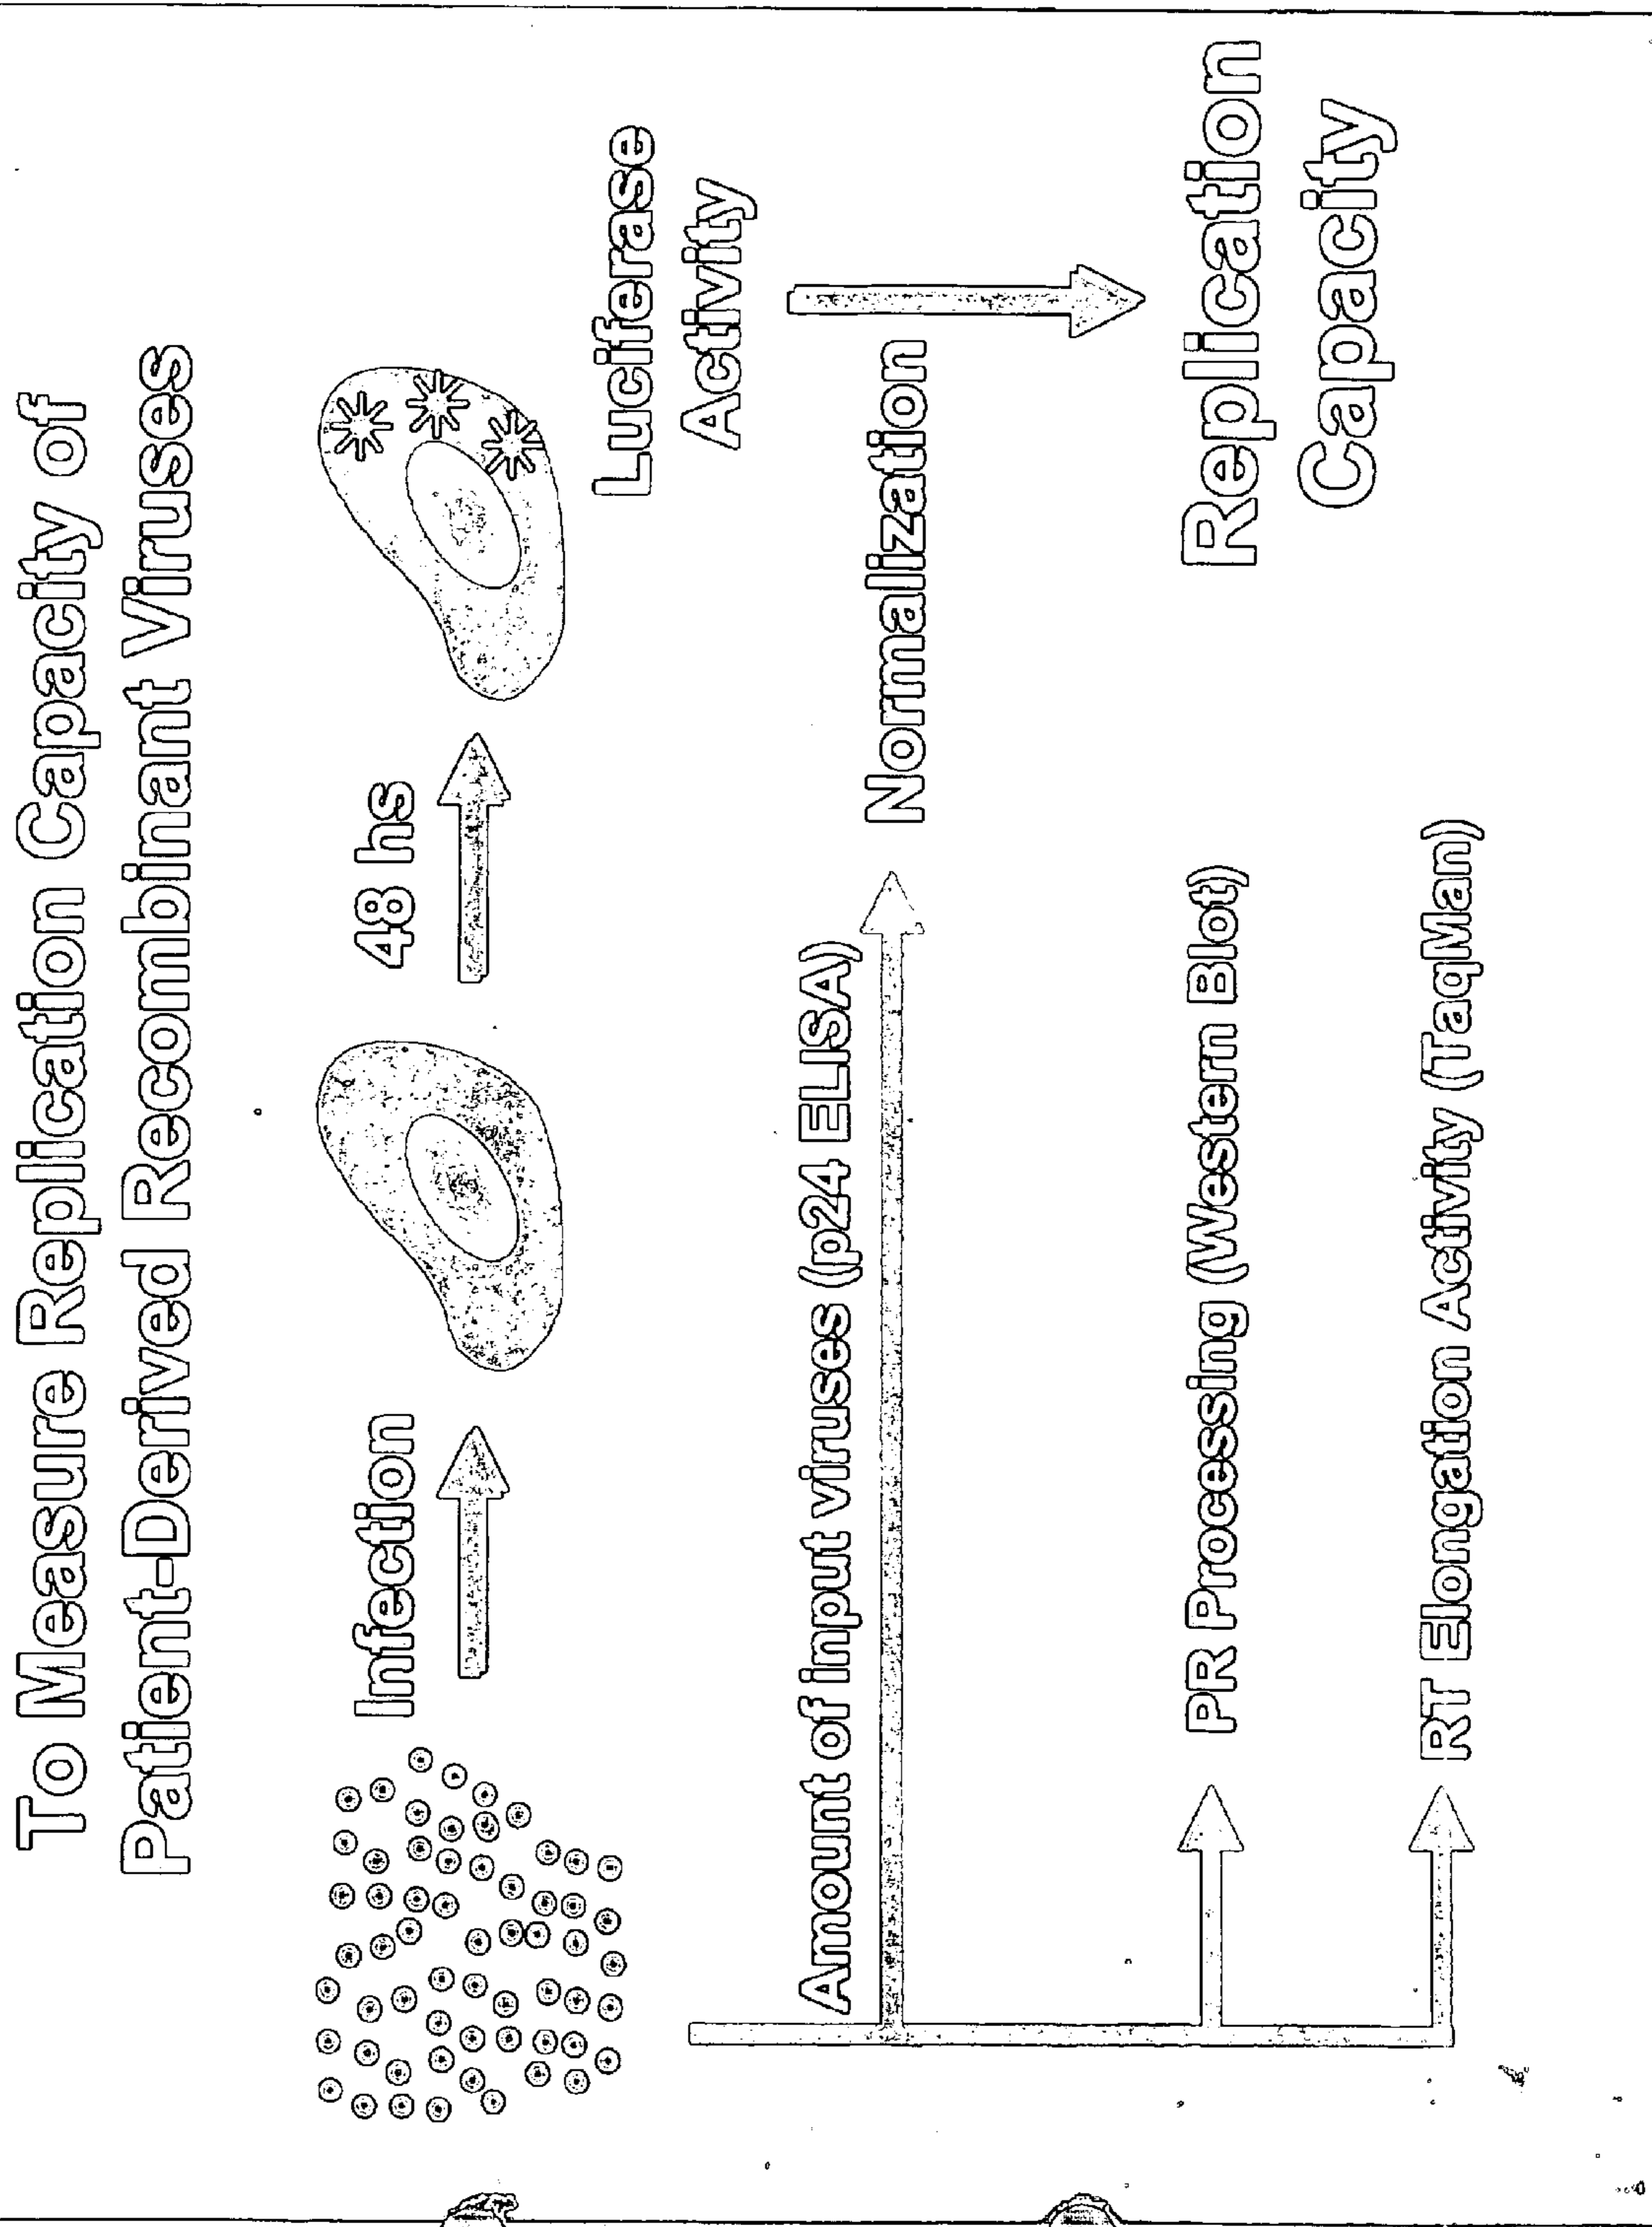 To Measure Replication Capacity of
Patient-Derived Recombinant Viruses
Infection
48 hs
Luciferase
Activity
Amount of input viruses (p24 ELISA)
Normalization
PR Processing (Western Blot)
Replication
Capacity
RT Elongation Activity (TaqMan)